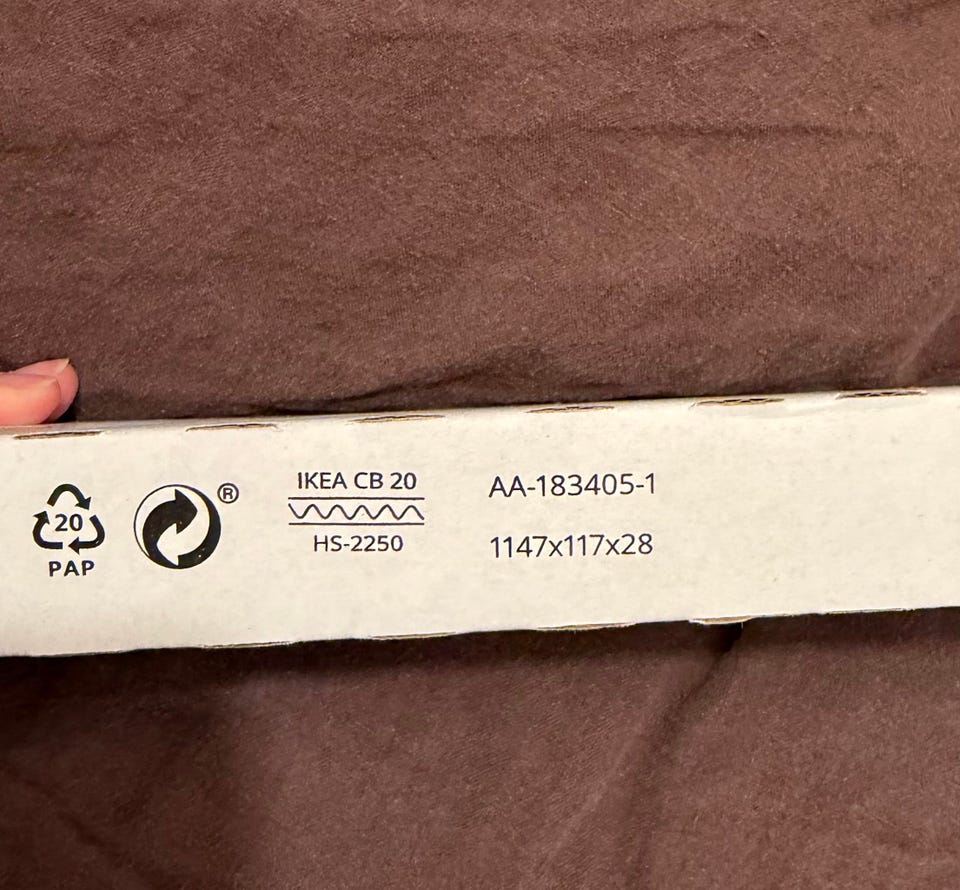 20
PAP
®
IKEA CB 20
HS-2250
AA-183405-1
1147x117x28